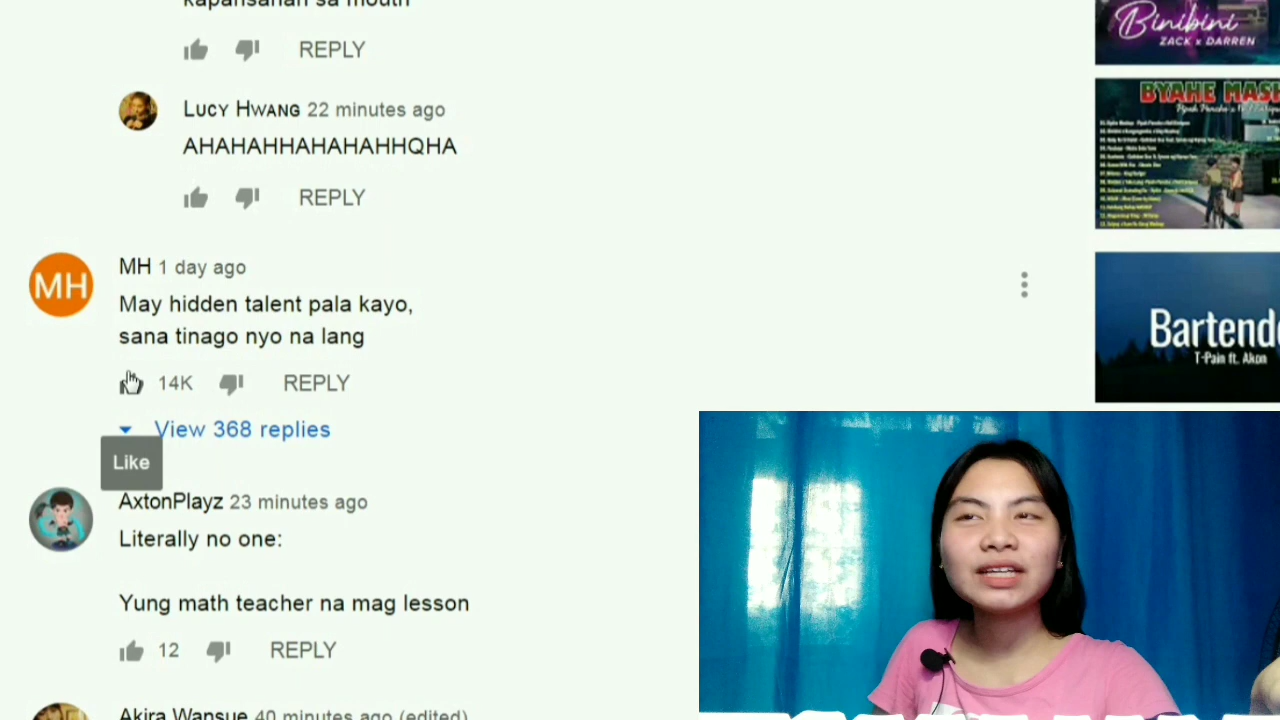 kapansanan sa mouth
REPLY
Lucy Hwang 22 minutes ago
AHAHAHHAHAHAHHQHA
REPLY
MH
MH 1 day ago
May hidden talent pala kayo,
sana tinago nyo na lang
14K REPLY
View 368 replies
Like
AxtonPlayz 23 minutes ago
Literally no one:
Yung math teacher na mag lesson
12 REPLY
Akira Wansue 40 minutes ago (edited)
Binibini
ZACK x DARREN
BYAHE
Bartende
T-Pain ft. Akon